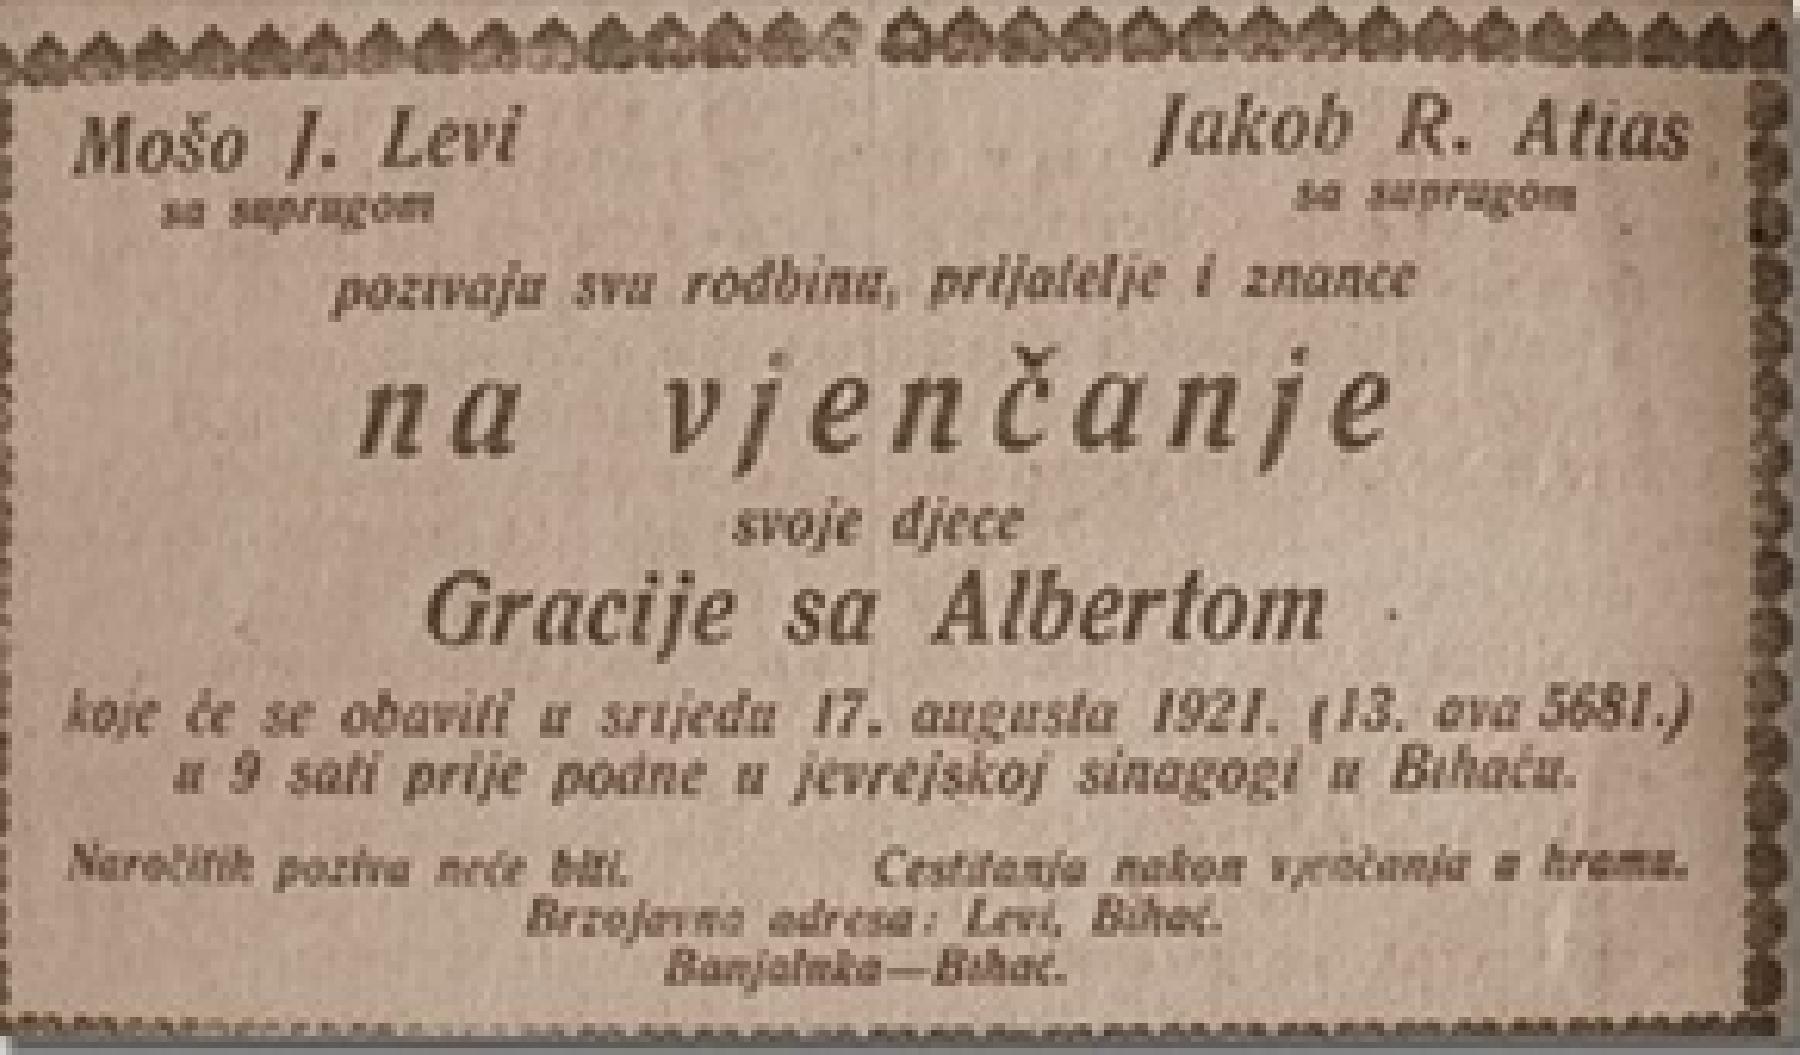 Mošo J. Levi
sa suprugom
Jakob R. Atias
sa suprugom
pozivaju svu rodbinu, prijatelje i znance
na vjenčanje
svoje djece
Gracije sa Albertom
koje će se obaviti u srijedu 17. augusta 1921. (13. ava 5681.)
u 9 sati prije podne u jevrejskoj sinagogi u Bihaću.
Naročitih poziva neće biti.
Cestitanja nakon vjenčanja u hramu.
Brzojavna adresa: Levi, Bihać.
Banjaluka—Bihać.